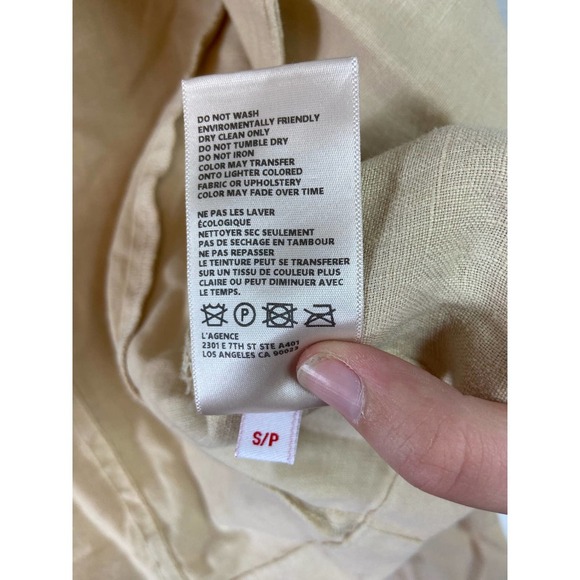 DO NOT WASH
ENVIROMENTALLY FRIENDLY
DRY CLEAN ONLY
DO NOT TUMBLE DRY
DO NOT IRON
COLOR MAY TRANSFER
ONTO LIGHTER COLORED
FABRIC OR UPHOLSTERY
COLOR MAY FADE OVER TIME
NE PAS LES LAVER
ÉCOLOGIQUE
NETTOYER SEC SEULEMENT
PAS DE SECHAGE EN TAMBOUR
NE PAS REPASSER
LE TEINTURE PEUT SE TRANSFERER
SUR UN TISSU DE COULEUR PLUS
CLAIRE OU PEUT DIMINUER AVEC
LE TEMPS.
P
L'AGENCE
2301 E 7TH ST STE A401
LOS ANGELES CA
S/P